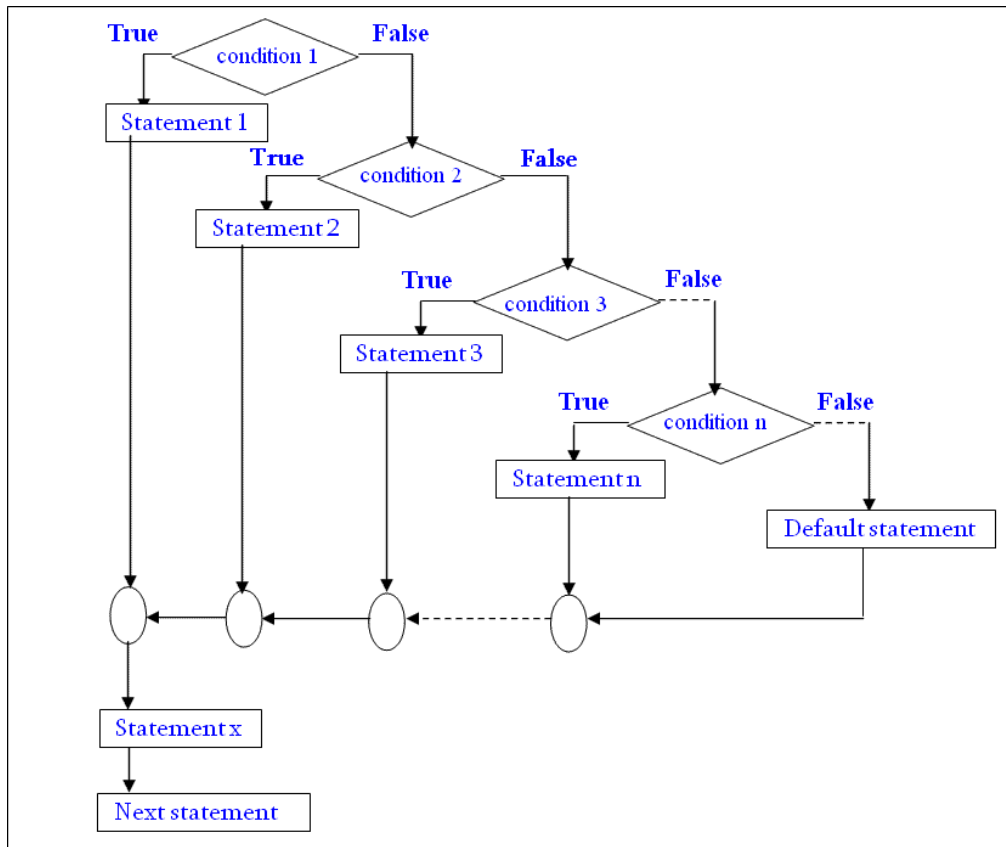 True False
condition 1
Statement 1
True False
condition 2
Statement 2
True False
condition 3
Statement 3
True False
condition n
Statement n
Default statement
Statement x
Next statement